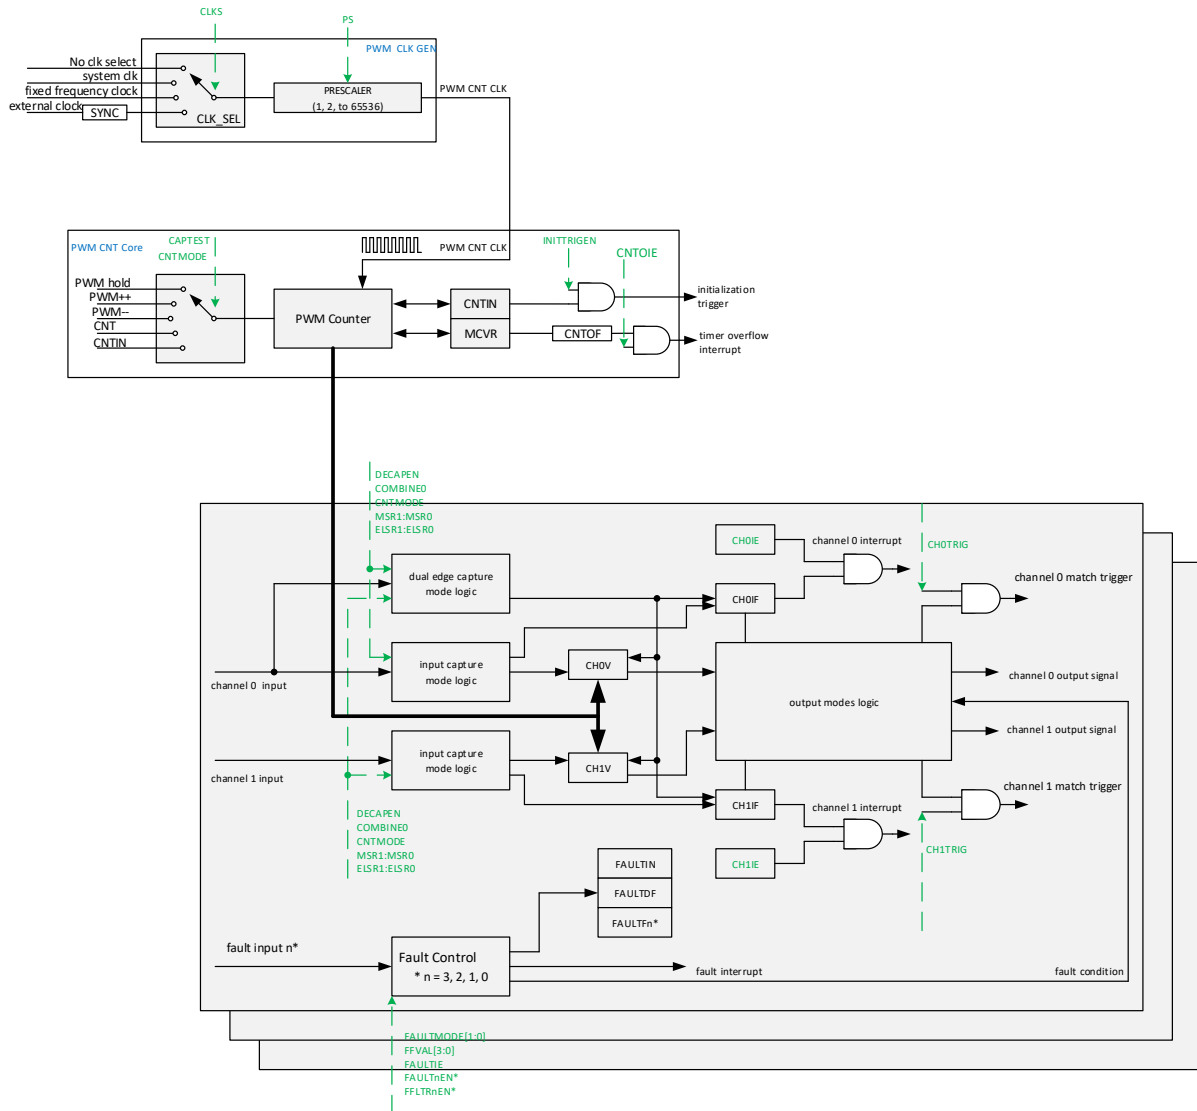 CLKS
PS
PWM  CLK GEN
No clk select
system clk
fixed frequency clock
external clock
SYNC
CLK_SEL
PRESCALER
(1, 2, to 65536)
PWM CNT CLK
PWM CNT Core
CAPTEST
CNTMODE
PWM CNT CLK
INITTRIGEN
CNTOIE
PWM hold
PWM++
PWM--
CNT
CNTIN
PWM Counter
CNTIN
MCVR
CNTOF
initialization
trigger
timer overflow
interrupt
DECAPEN
COMBINE0
CNTMODE
MSR1:MSR0
ELSR1:ELSR0
CH0IE
channel 0 interrupt
CH0TRIG
dual edge capture
mode logic
CH0IF
channel 0 match trigger
input capture
mode logic
CH0V
channel 0  input
output modes logic
channel 0 output signal
channel 1 output signal
input capture
mode logic
CH1V
channel 1 input
CH1IF
channel 1 interrupt
channel 1 match trigger
DECAPEN
COMBINE0
CNTMODE
MSR1:MSR0
ELSR1:ELSR0
CH1IE
CH1TRIG
FAULTIN
FAULTDF
FAULTFn*
fault input n*
Fault Control
* n = 3, 2, 1, 0
fault interrupt
fault condition
FAULTMODE[1:0]
FFVAL[3:0]
FAULTIE
FAULTnEN*
FFLTRnEN*